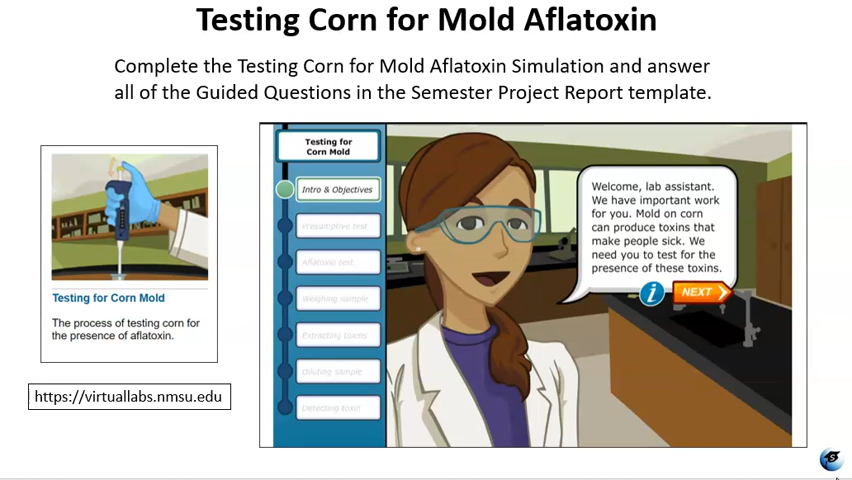 Testing Corn for Mold Aflatoxin
Complete the Testing Corn for Mold Aflatoxin Simulation and answer
all of the Guided Questions in the Semester Project Report template.
Testing for Corn Mold
The process of testing corn for
the presence of aflatoxin.
https://virtuallabs.nmsu.edu
Testing for
Corn Mold
Intro & Objectives
Presumptive test
Aflatoxin test
Weighing sample
Extracting toxins
Diluting sample
Detecting toxin
Welcome, lab assistant.
We have important work
for you. Mold on corn
can produce toxins that
make people sick. We
need you to test for the
presence of these toxins.
i
NEXT